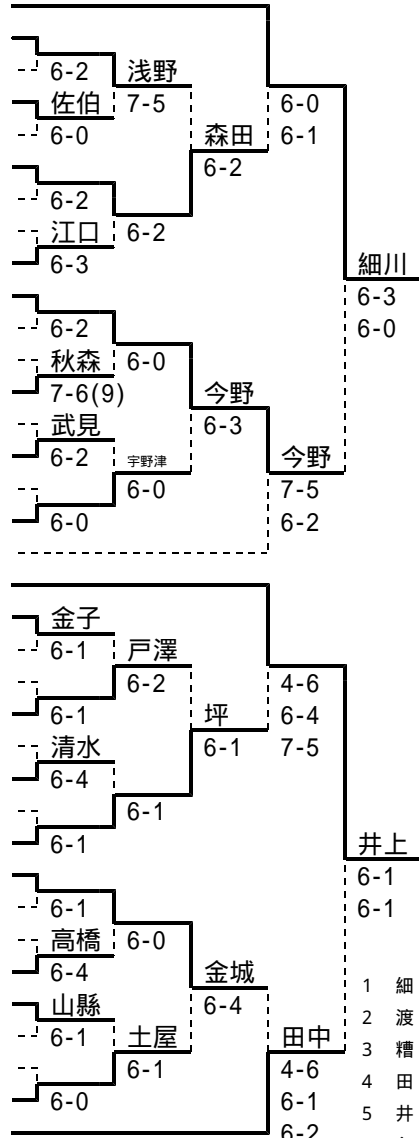 6-2 浅野
佐伯 7-5 6-0
6-0 森田 6-1
6-2
6-2
江口 6-2
6-3 細川
6-3
6-2 6-0
秋森 6-0
7-6(9) 今野
武見 6-3
6-2 宇野津 今野
6-0 7-5
6-0 6-2
金子
6-1 戸澤
6-2 4-6
6-1 坪 6-4
清水 6-1 7-5
6-4
6-1
6-1 井上
6-1
6-1 6-1
高橋 6-0
6-4 金城
山縣 6-4 1 細
6-1 土屋 田中 2 渡
6-1 4-6 3 糟
6-0 6-1 4 田
6-2 5 井